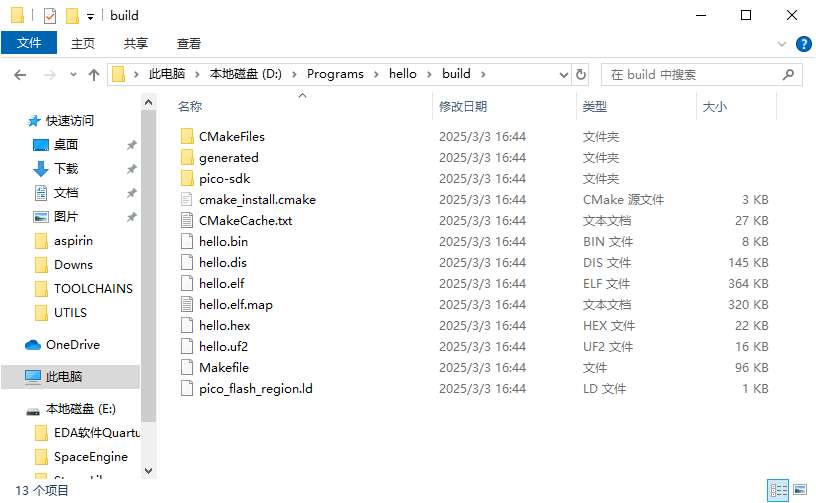 build
文件 主页 共享 查看
此电脑 本地磁盘 (D:) Programs hello build 在 build 中搜索
名称 修改日期 类型 大小
快速访问
桌面
下载
文档
图片
aspirin
Downs
TOOLCHAINS
UTILS
OneDrive
此电脑
本地磁盘 (E:)
EDA软件Quartu
SpaceEngine
CMakeFiles 2025/3/3 16:44 文件夹
generated 2025/3/3 16:44 文件夹
pico-sdk 2025/3/3 16:44 文件夹
cmake_install.cmake 2025/3/3 16:44 CMake 源文件 3 KB
CMakeCache.txt 2025/3/3 16:44 文本文档 27 KB
hello.bin 2025/3/3 16:44 BIN 文件 8 KB
hello.dis 2025/3/3 16:44 DIS 文件 145 KB
hello.elf 2025/3/3 16:44 ELF 文件 364 KB
hello.elf.map 2025/3/3 16:44 文本文档 320 KB
hello.hex 2025/3/3 16:44 HEX 文件 22 KB
hello.uf2 2025/3/3 16:44 UF2 文件 16 KB
Makefile 2025/3/3 16:44 文件 96 KB
pico_flash_region.ld 2025/3/3 16:44 LD 文件 1 KB
13 个项目